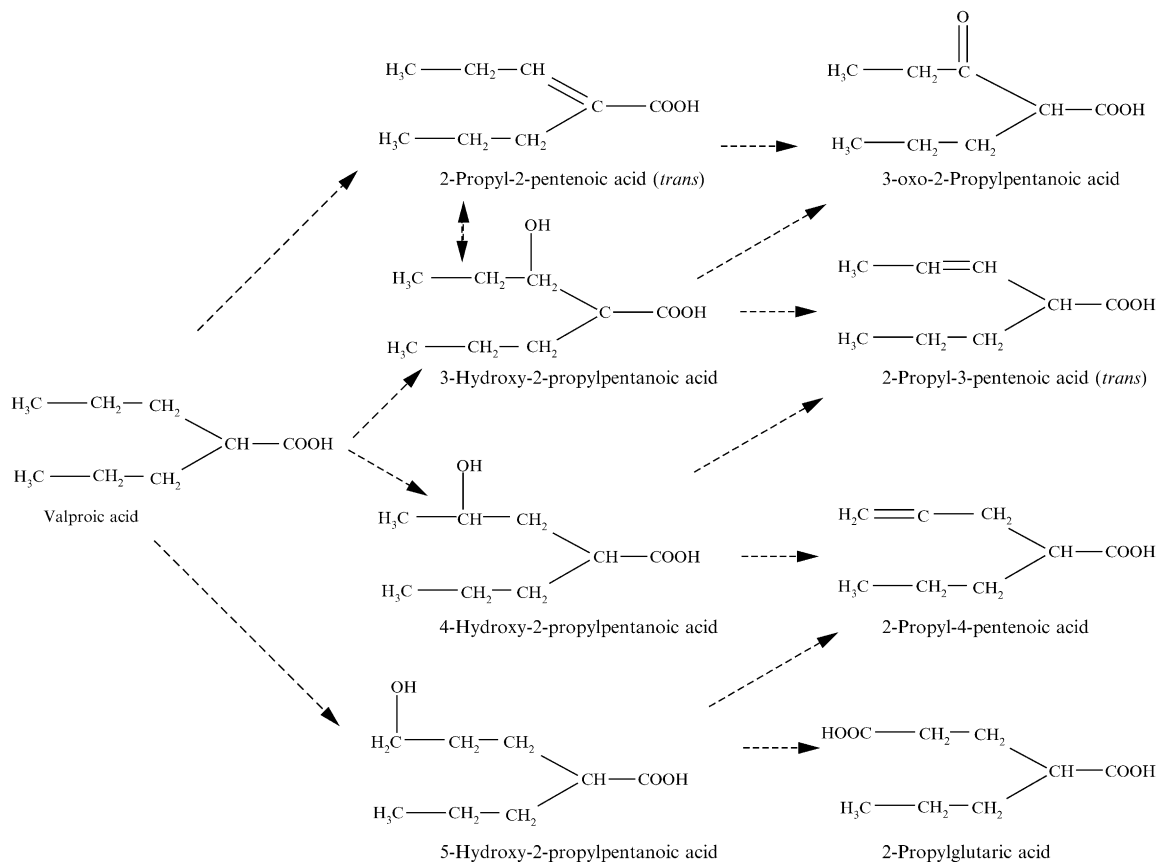 O
H₃C CH₂ CH
C COOH
H₃C CH₂ CH₂
2-Propyl-2-pentenoic acid (trans)
H₃C CH₂ C
CH COOH
H₃C CH₂ CH₂
3-oxo-2-Propylpentanoic acid
OH
H₃C CH₂ CH₂
C COOH
H₃C CH₂ CH₂
3-Hydroxy-2-propylpentanoic acid
H₃C CH CH
CH COOH
H₃C CH₂ CH₂
2-Propyl-3-pentenoic acid (trans)
H₃C CH₂ CH₂
CH COOH
H₃C CH₂ CH₂
Valproic acid
OH
H₃C CH CH₂
CH COOH
H₃C CH₂ CH₂
4-Hydroxy-2-propylpentanoic acid
H₂C C CH₂
CH COOH
H₃C CH₂ CH₂
2-Propyl-4-pentenoic acid
OH
H₂C CH₂ CH₂
CH COOH
H₃C CH₂ CH₂
5-Hydroxy-2-propylpentanoic acid
HOOC CH₂ CH₂
CH COOH
H₃C CH₂ CH₂
2-Propylglutaric acid